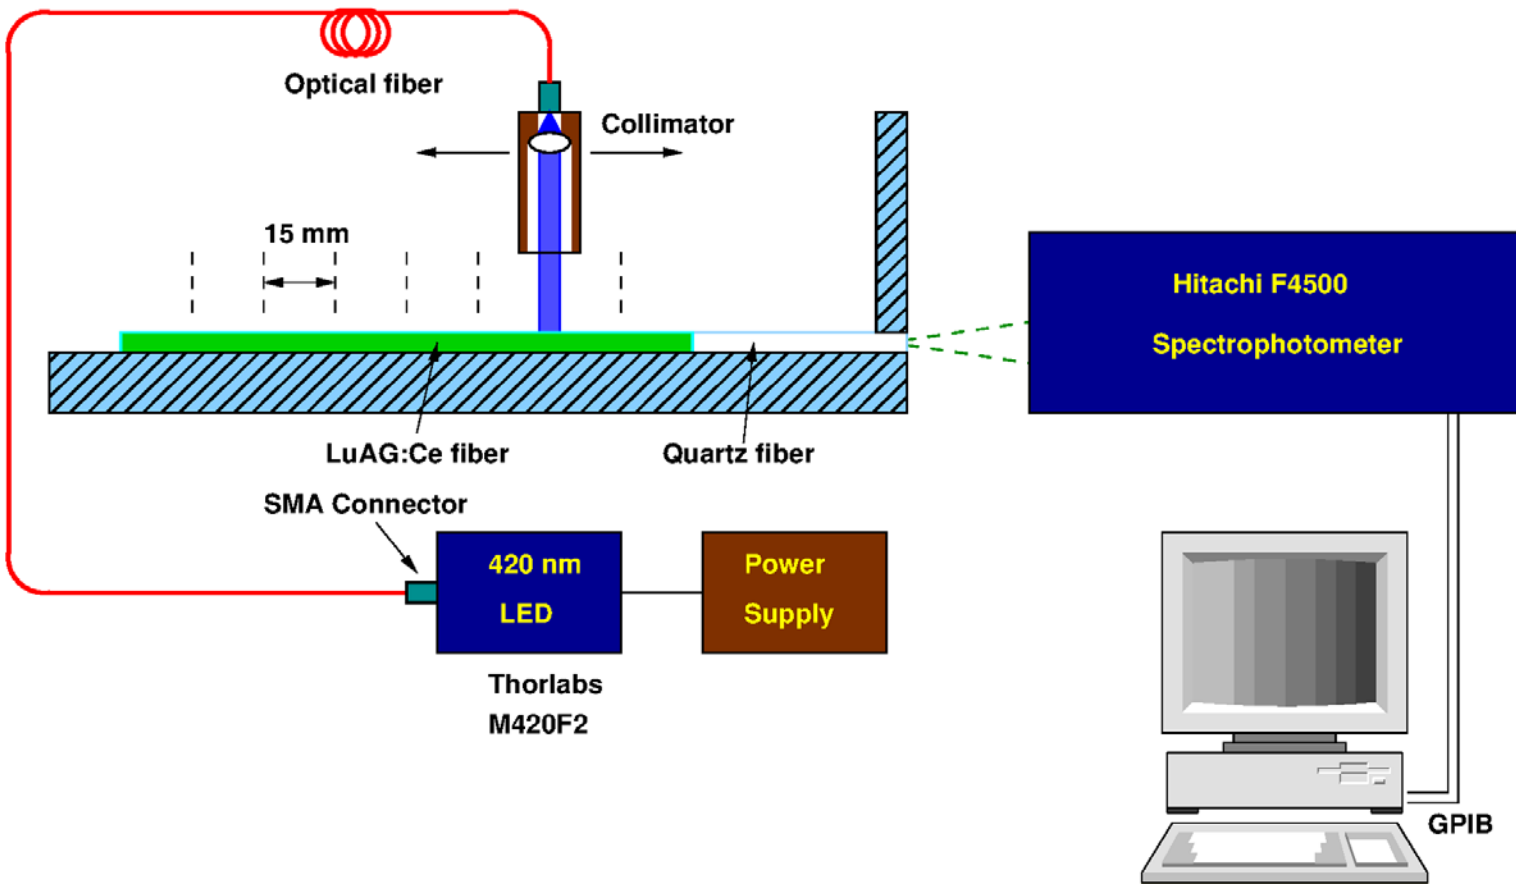 Optical fiber
Collimator
15 mm
Hitachi F4500
Spectrophotometer
LuAG:Ce fiber
Quartz fiber
SMA Connector
420 nm
LED
Power
Supply
Thorlabs
M420F2
GPIB